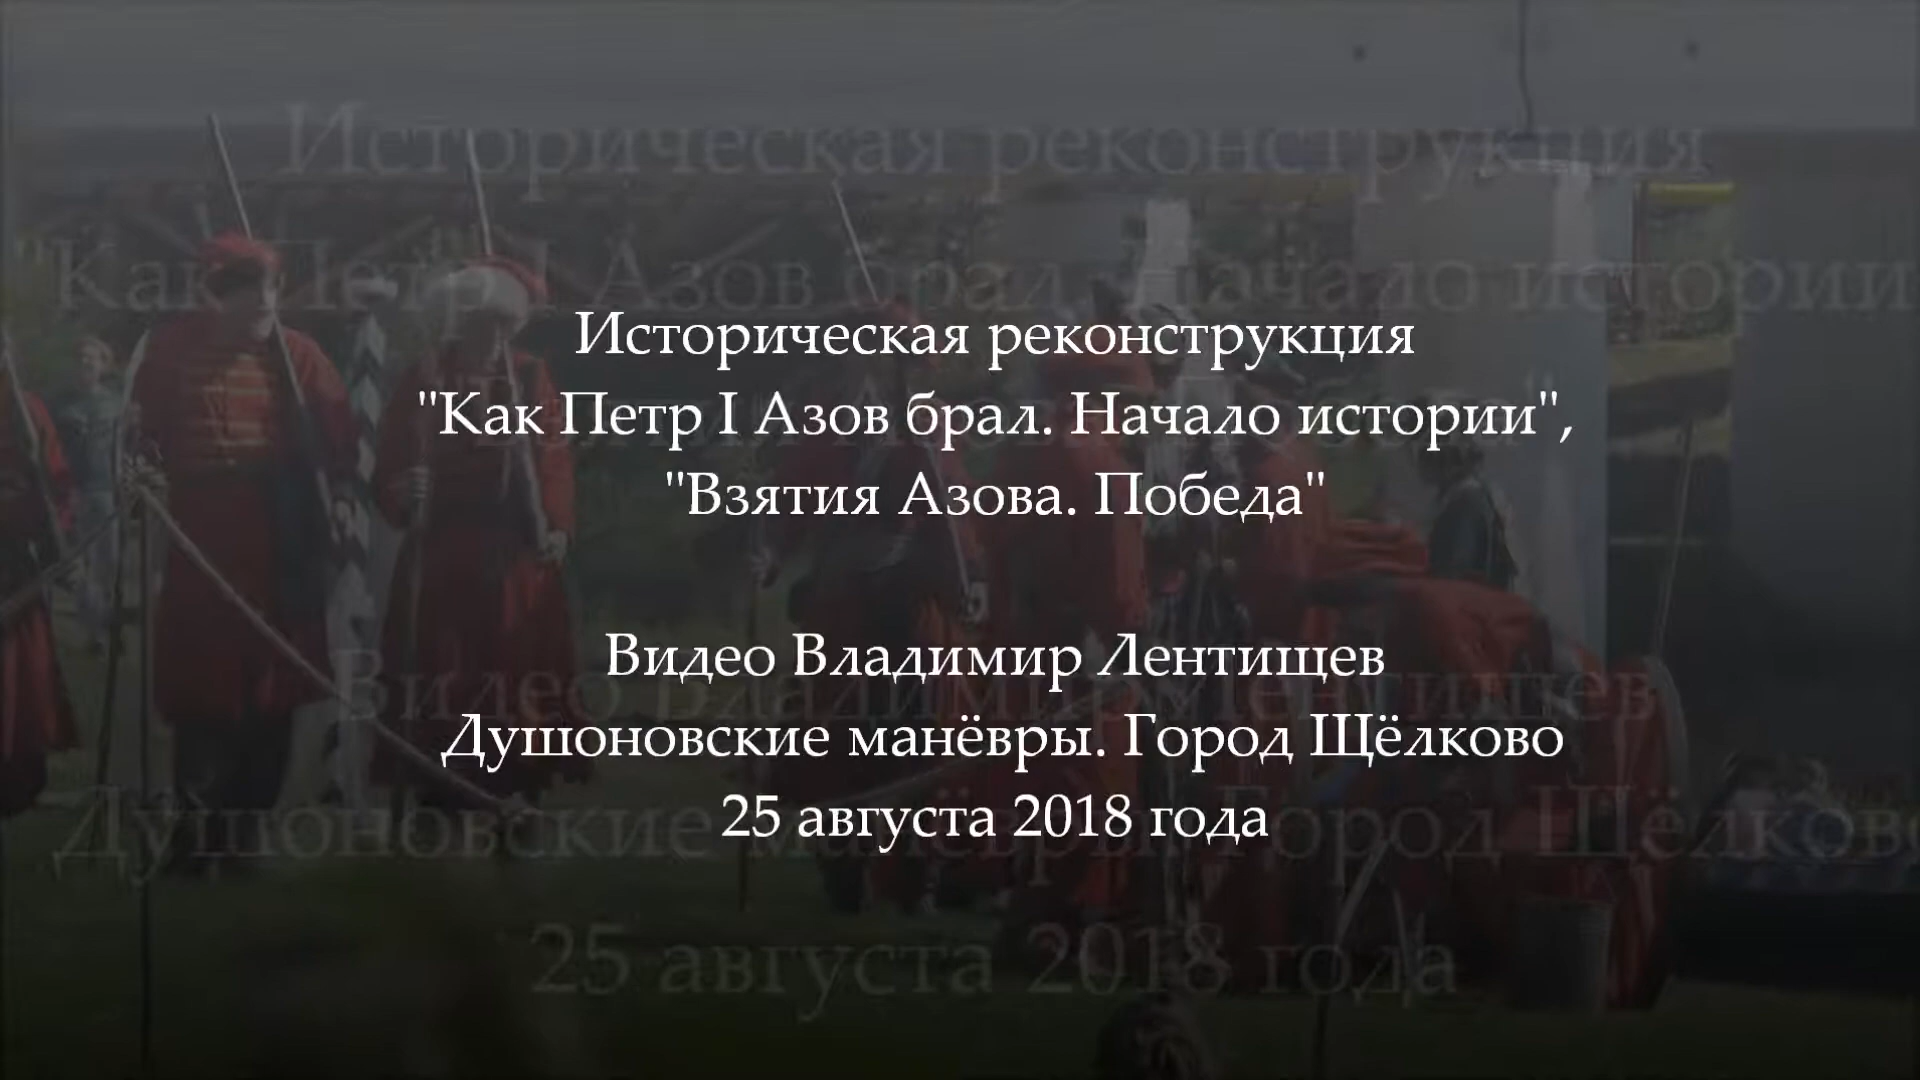 Историческая реконструкция
"Как Петр I Азов брал. Начало истории",
"Взятия Азова. Победа"
Видео Владимир Лентищев
Душоновские манёвры. Город Щёлково
25 августа 2018 года